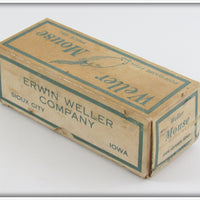 Weller
Mouse
ERWIN WELLER
COMPANY
SIOUX CITY
IOWA
Weller
Mouse